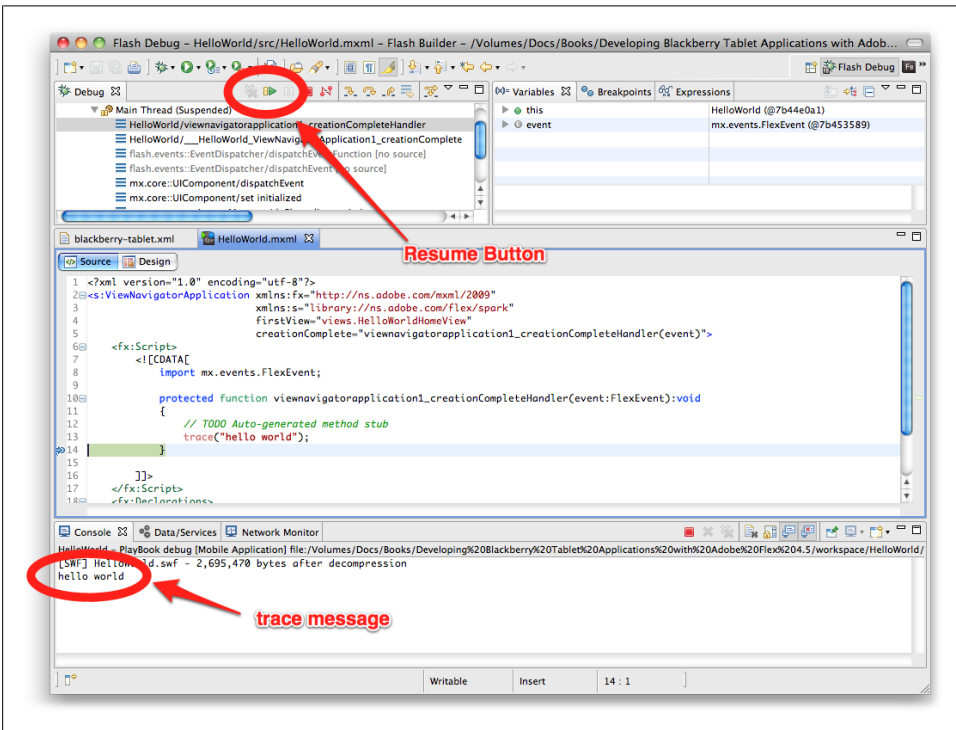 Flash Debug - HelloWorld/src/HelloWorld.mxml - Flash Builder - /Volumes/Docs/Books/Developing Blackberry Tablet Applications with Adob...
Flash Debug
Debug
Variables
Breakpoints
Expressions
Main Thread (Suspended)
HelloWorld/viewnavigatorapplication1_creationCompleteHandler
HelloWorld/___HelloWorld_ViewNavigatorApplication1_creationComplete
flash.events::EventDispatcher/dispatchEventFunction [no source]
flash.events::EventDispatcher/dispatchEvent [no source]
mx.core::UIComponent/dispatchEvent
mx.core::UIComponent/set initialized
this
HelloWorld (@7b44e0a1)
event
mx.events.FlexEvent (@7b453589)
Resume Button
blackberry-tablet.xml
HelloWorld.mxml
Source
Design
1 <?xml version="1.0" encoding="utf-8"?>
2 <s:ViewNavigatorApplication xmlns:fx="http://ns.adobe.com/mxml/2009"
3 xmlns:s="library://ns.adobe.com/flex/spark"
4 firstView="views.HelloWorldHomeView"
5 creationComplete="viewnavigatorapplication1_creationCompleteHandler(event)">
6 <fx:Script>
7 <![CDATA[
8 import mx.events.FlexEvent;
9
10 protected function viewnavigatorapplication1_creationCompleteHandler(event:FlexEvent):void
11 {
12 // TODO Auto-generated method stub
13 trace("hello world");
14 }
15
16 ]]>
17 </fx:Script>
18 <fx:Declarations>
Console
Data/Services
Network Monitor
HelloWorld - PlayBook debug [Mobile Application] file:/Volumes/Docs/Books/Developing%20Blackberry%20Tablet%20Applications%20with%20Adobe%20Flex%204.5/workspace/HelloWorld/
[SWF] HelloWorld.swf - 2,695,470 bytes after decompression
hello world
trace message
Writable
Insert
14 : 1